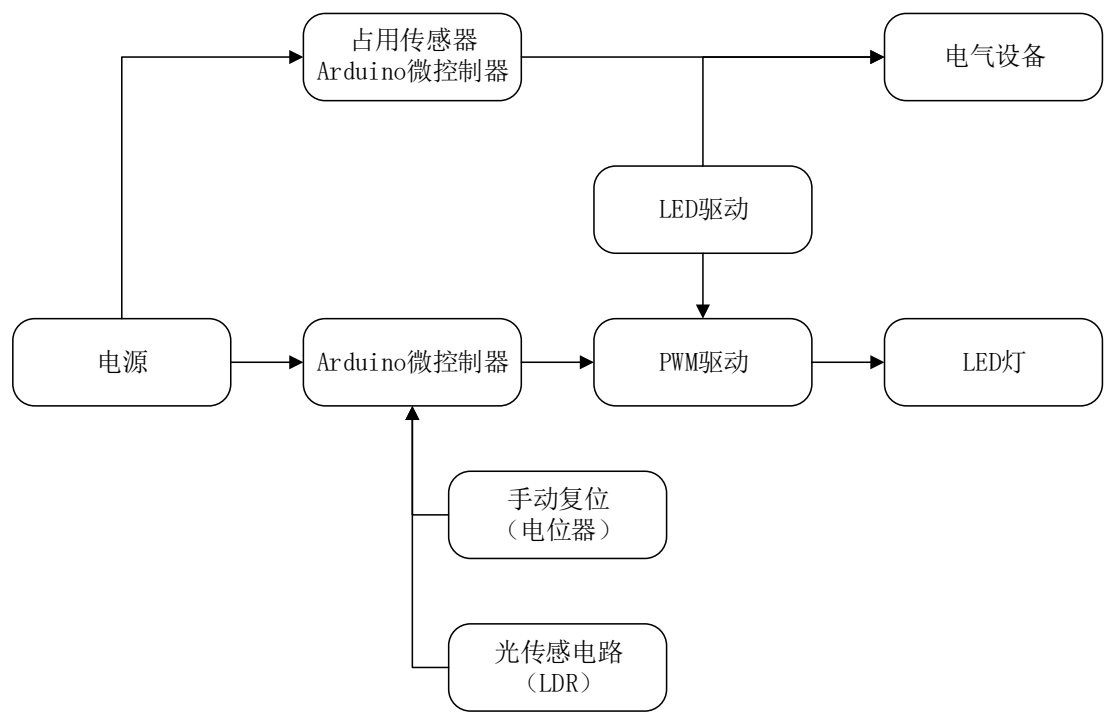 占用传感器
Arduino微控制器
电气设备
LED驱动
电源
Arduino微控制器
PWM驱动
LED灯
手动复位
（电位器）
光传感电路
（LDR）